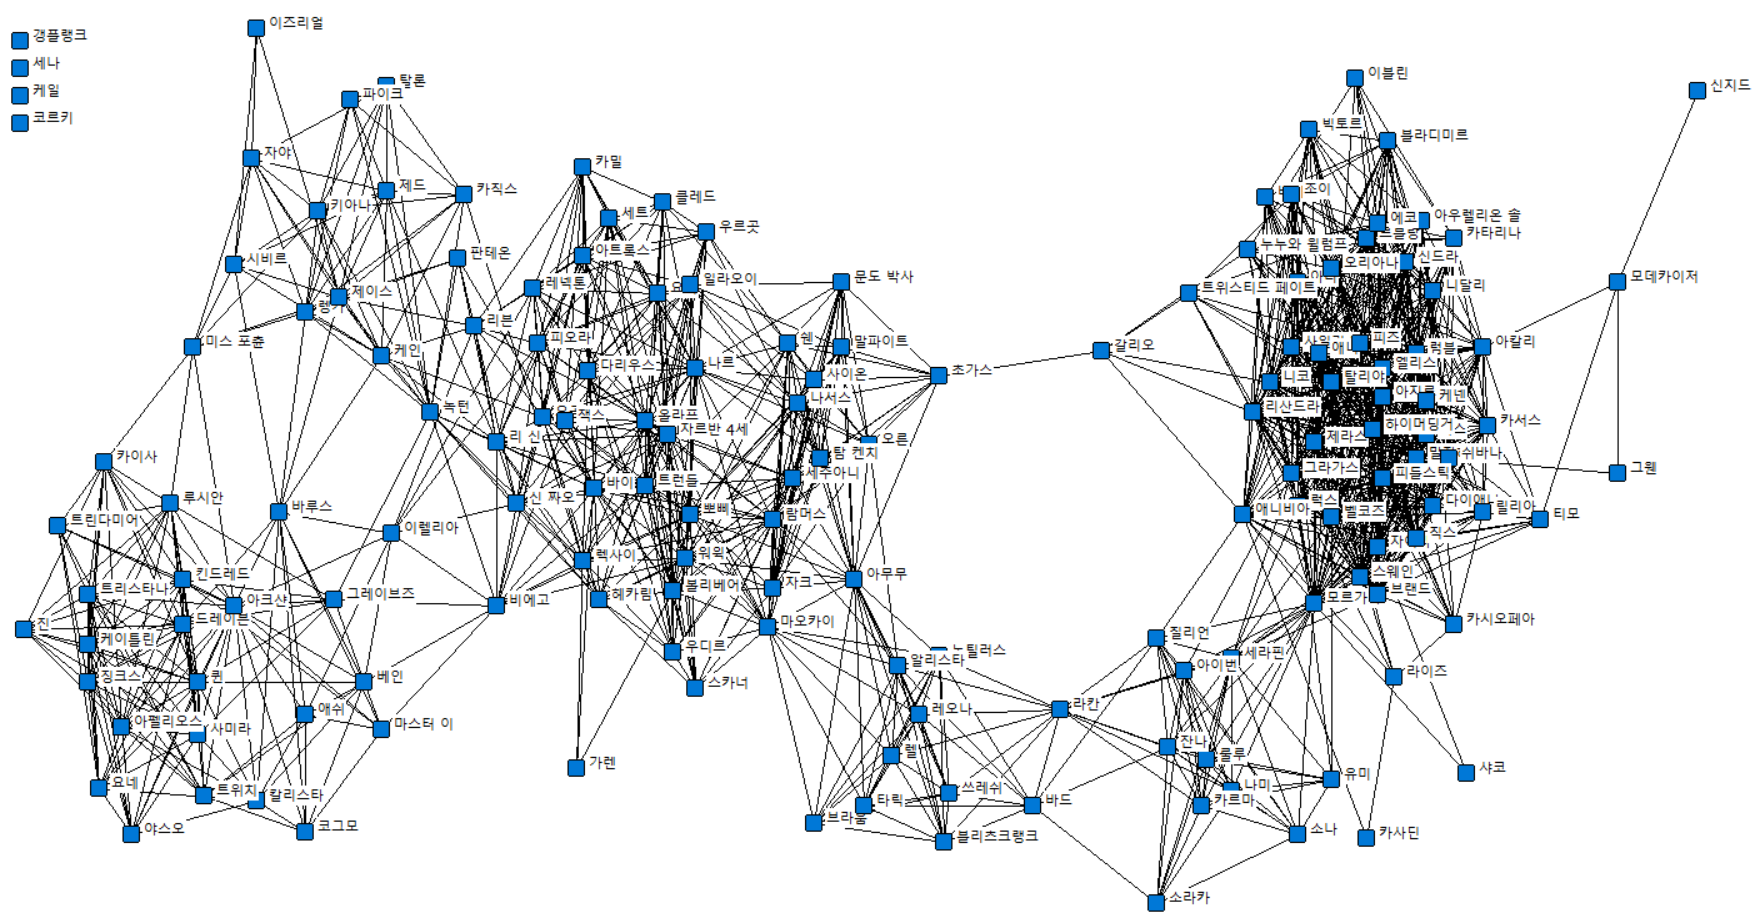 이즈리얼
갱플랭크
세나
케일
코르키
탈론
파이크
자야
제드
카직스
키아나
시비르
판테온
제이스
렝가
리븐
미스 포츈
케인
녹턴
카밀
클레드
세트
우르곳
아트록스
레넥톤
일라오이
문도 박사
피오라
쉔
말파이트
다리우스
나르
사이온
초가스
나서스
잭스
올라프
자르반 4세
리 신
오른
탐 켄치
세주아니
신 짜오
바이
트런들
뽀삐
람머스
렉사이
워윅
헤카림
볼리베어
자크
아무무
마오카이
우디르
스카너
비에고
이렐리아
바루스
카이사
루시안
트린다미어
킨드레드
트리스타나
아크샨
그레이브즈
진
드레이븐
케이틀린
징크스
퀸
베인
애쉬
아펠리오스
사미라
마스터 이
요네
트위치
칼리스타
야스오
코그모
가렌
노틸러스
알리스타
레오나
라칸
렐
쓰레쉬
타릭
바드
브라움
블리츠크랭크
이블린
신지드
빅토르
블라디미르
조이
에코
아우렐리온 솔
카타리나
누누와 윌럼프
오리아나
신드라
트위스티드 페이트
니달리
모데카이저
갈리오
피즈
럼블
아칼리
엘리스
니코
탈리야
케넨
리산드라
하이머딩거
카서스
제라스
그라가스
피들스틱
그웬
애니비아
럭스
벨코즈
다이애나
릴리아
티모
직스
스웨인
브랜드
모르가나
카시오페아
질리언
세라핀
아이번
라이즈
잔나
룰루
나미
유미
샤코
카르마
소나
카사딘
소라카